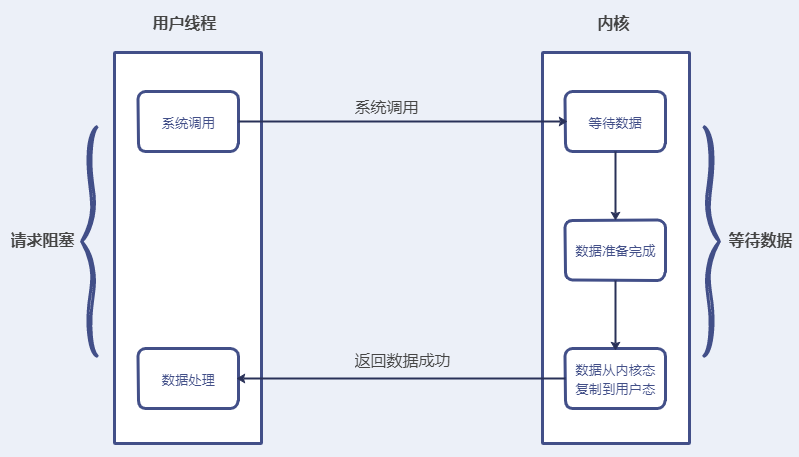 用户线程
内核
系统调用
系统调用
等待数据
请求阻塞
数据准备完成
等待数据
数据处理
返回数据成功
数据从内核态
复制到用户态